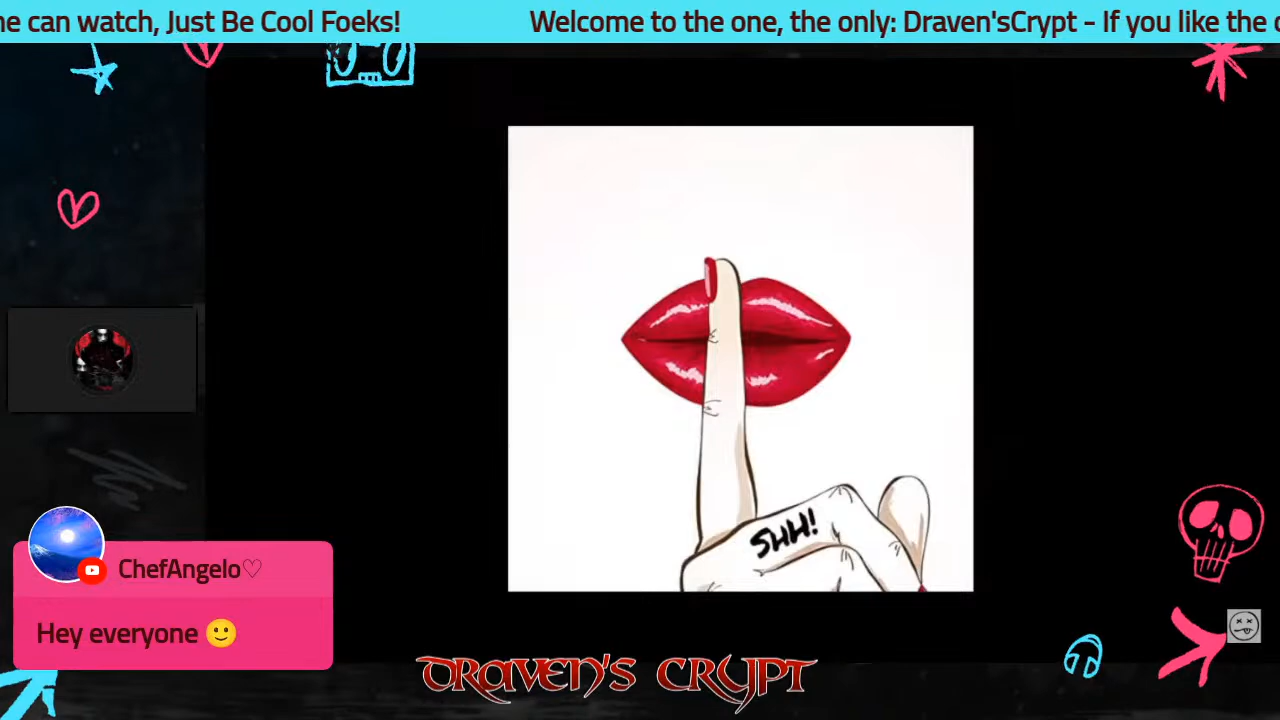 ne can watch, Just Be Cool Foeks! Welcome to the one, the only: Draven'sCrypt - If you like the
SHH!
ChefAngelo♡
Hey everyone 🙂
DRAVEN'S CRYPT